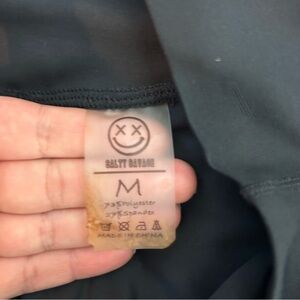 SALTY SAVAGE
M
73%Polyester
27%Spandex
MADE IN CHINA